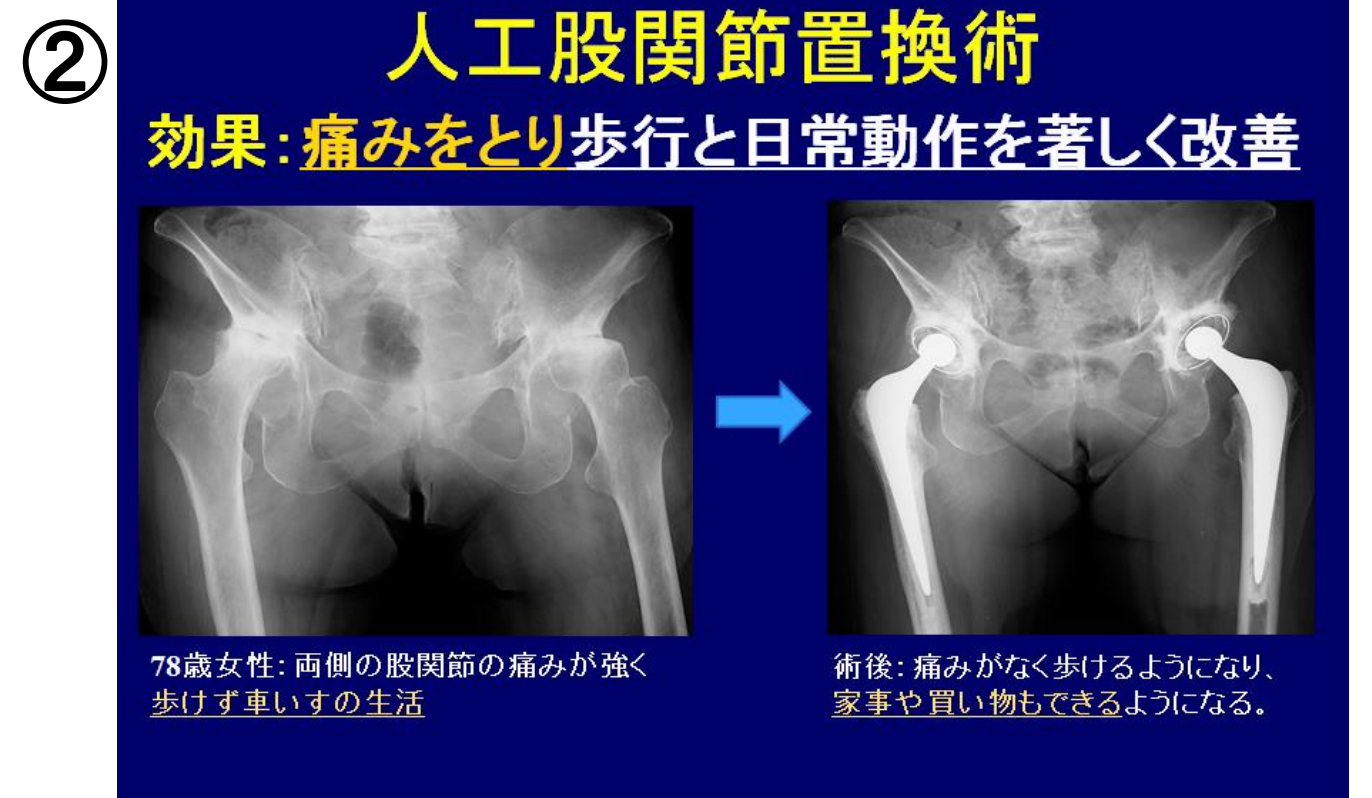 ②
人工股関節置換術
効果：痛みをとり歩行と日常動作を著しく改善
78歳女性：両側の股関節の痛みが強く
歩けず車いすの生活
術後：痛みがなく歩けるようになり、
家事や買い物もできるようになる。